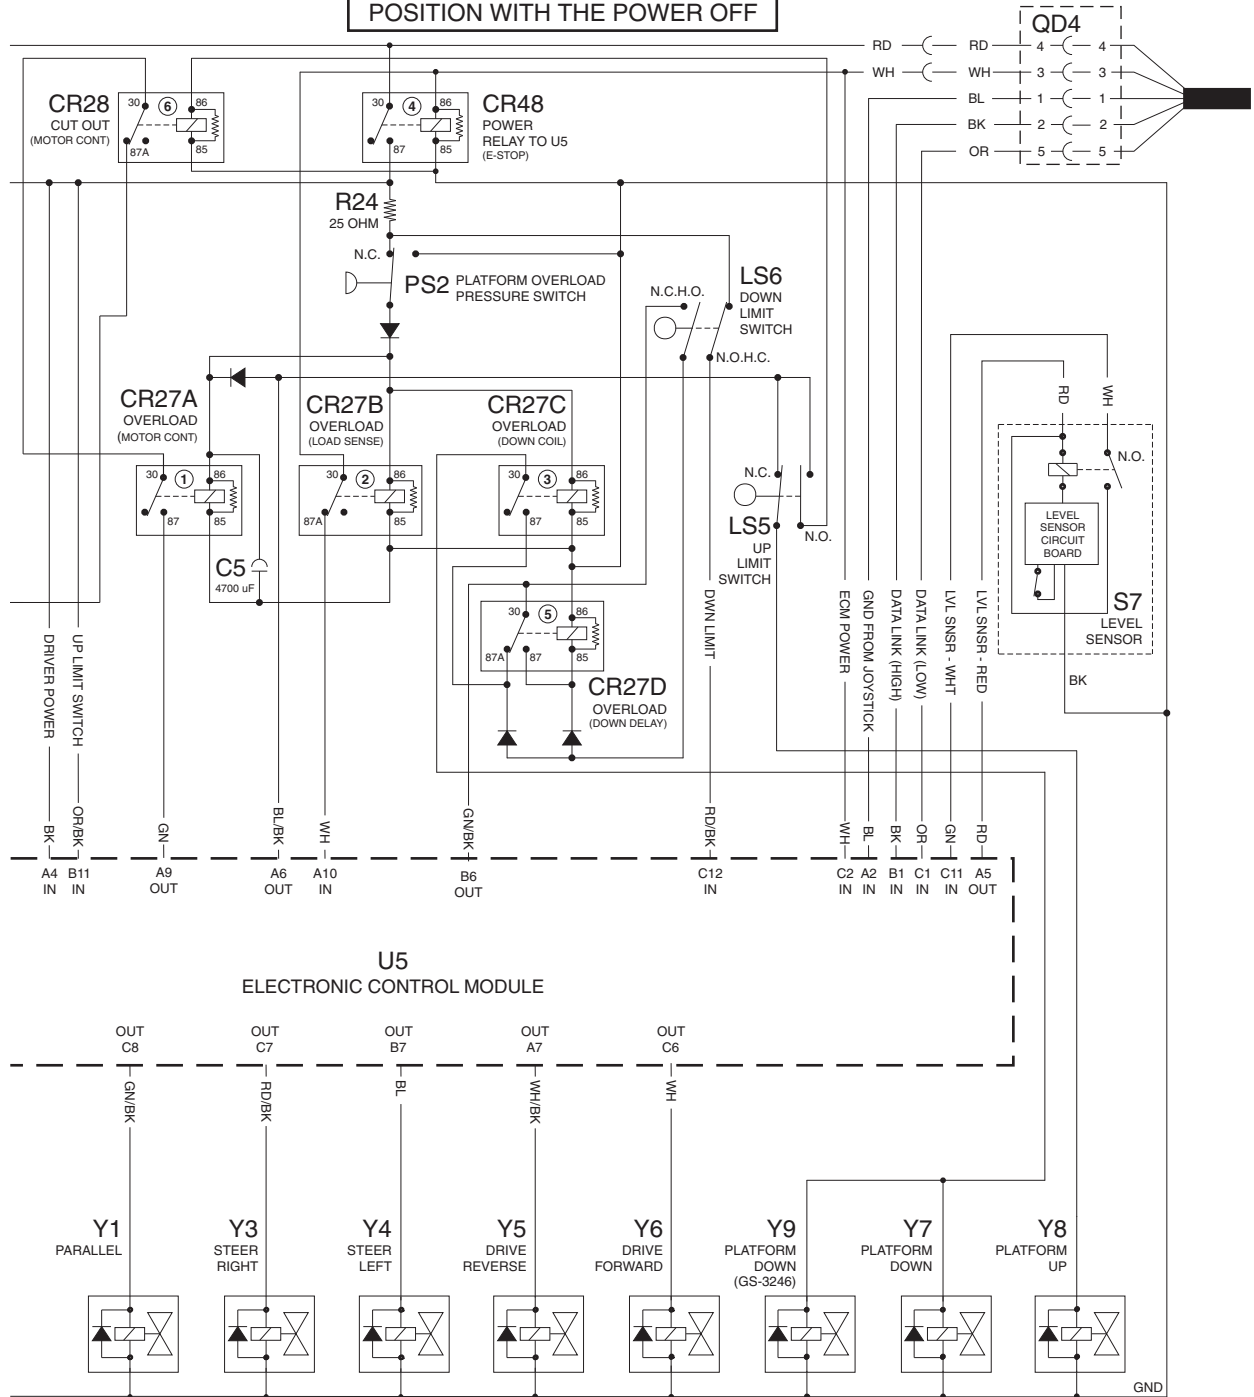 POSITION WITH THE POWER OFF
QD4
RD RD 4 4
WH WH 3 3
BL 1 1
BK 2 2
OR 5 5
CR28
CUT OUT
(MOTOR CONT)
30 6 86
87A 85
30 4 86
87 85
CR48
POWER
RELAY TO U5
(E-STOP)
R24
25 OHM
N.C.
PS2 PLATFORM OVERLOAD
PRESSURE SWITCH
N.C.H.O.
LS6
DOWN
LIMIT
SWITCH
N.O.H.C.
CR27A
OVERLOAD
(MOTOR CONT)
CR27B
OVERLOAD
(LOAD SENSE)
CR27C
OVERLOAD
(DOWN COIL)
30 1 86
87 85
30 2 86
87A 85
30 3 86
87 85
C5
4700 uF
N.C.
LS5
N.O.
UP
LIMIT
SWITCH
RD
WH
N.O.
LEVEL
SENSOR
CIRCUIT
BOARD
S7
LEVEL
SENSOR
BK
30 5 86
87A 87 85
CR27D
OVERLOAD
(DOWN DELAY)
DRIVER POWER
UP LIMIT SWITCH
DWN LIMIT
ECM POWER
GND FROM JOYSTICK
DATA LINK (HIGH)
DATA LINK (LOW)
LVL SNSR - WHT
LVL SNSR - RED
BK
OR/BK
GN
BL/BK
WH
GN/BK
RD/BK
WH
BL
BK
OR
GN
RD
A4 B11 A9 A6 A10 B6 C12 C2 A2 B1 C1 C11 A5
IN IN OUT OUT IN OUT IN IN IN IN IN IN OUT
U5
ELECTRONIC CONTROL MODULE
OUT OUT OUT OUT OUT
C8 C7 B7 A7 C6
GN/BK
RD/BK
BL
WH/BK
WH
Y1
PARALLEL
Y3
STEER
RIGHT
Y4
STEER
LEFT
Y5
DRIVE
REVERSE
Y6
DRIVE
FORWARD
Y9
PLATFORM
DOWN
(GS-3246)
Y7
PLATFORM
DOWN
Y8
PLATFORM
UP
GND